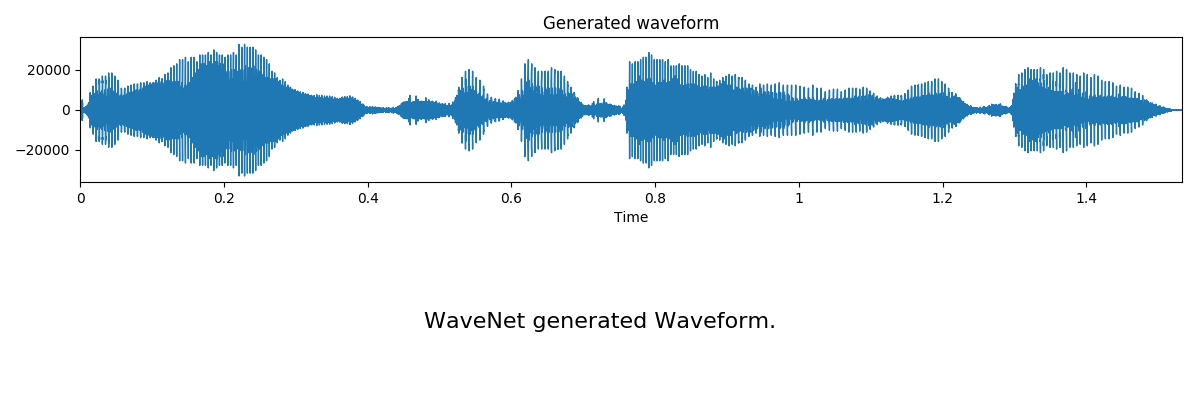 Generated waveform
20000
0
−20000
0 0.2 0.4 0.6 0.8 1 1.2 1.4
Time
WaveNet generated Waveform.